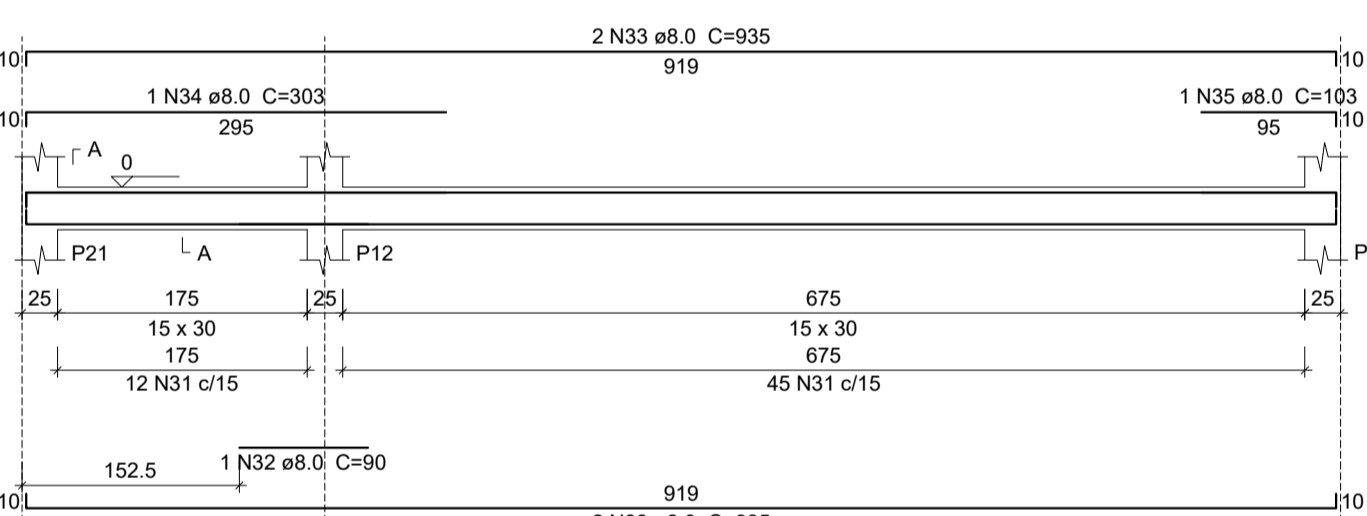 2 N33 ø8.0 C=935
10 919 10
1 N34 ø8.0 C=303 1 N35 ø8.0 C=103
10 295 95 10
A 0
P21 A P12 P
25 175 25 675 25
15 x 30 15 x 30
175 675
12 N31 c/15 45 N31 c/15
152.5 1 N32 ø8.0 C=90
10 919 10